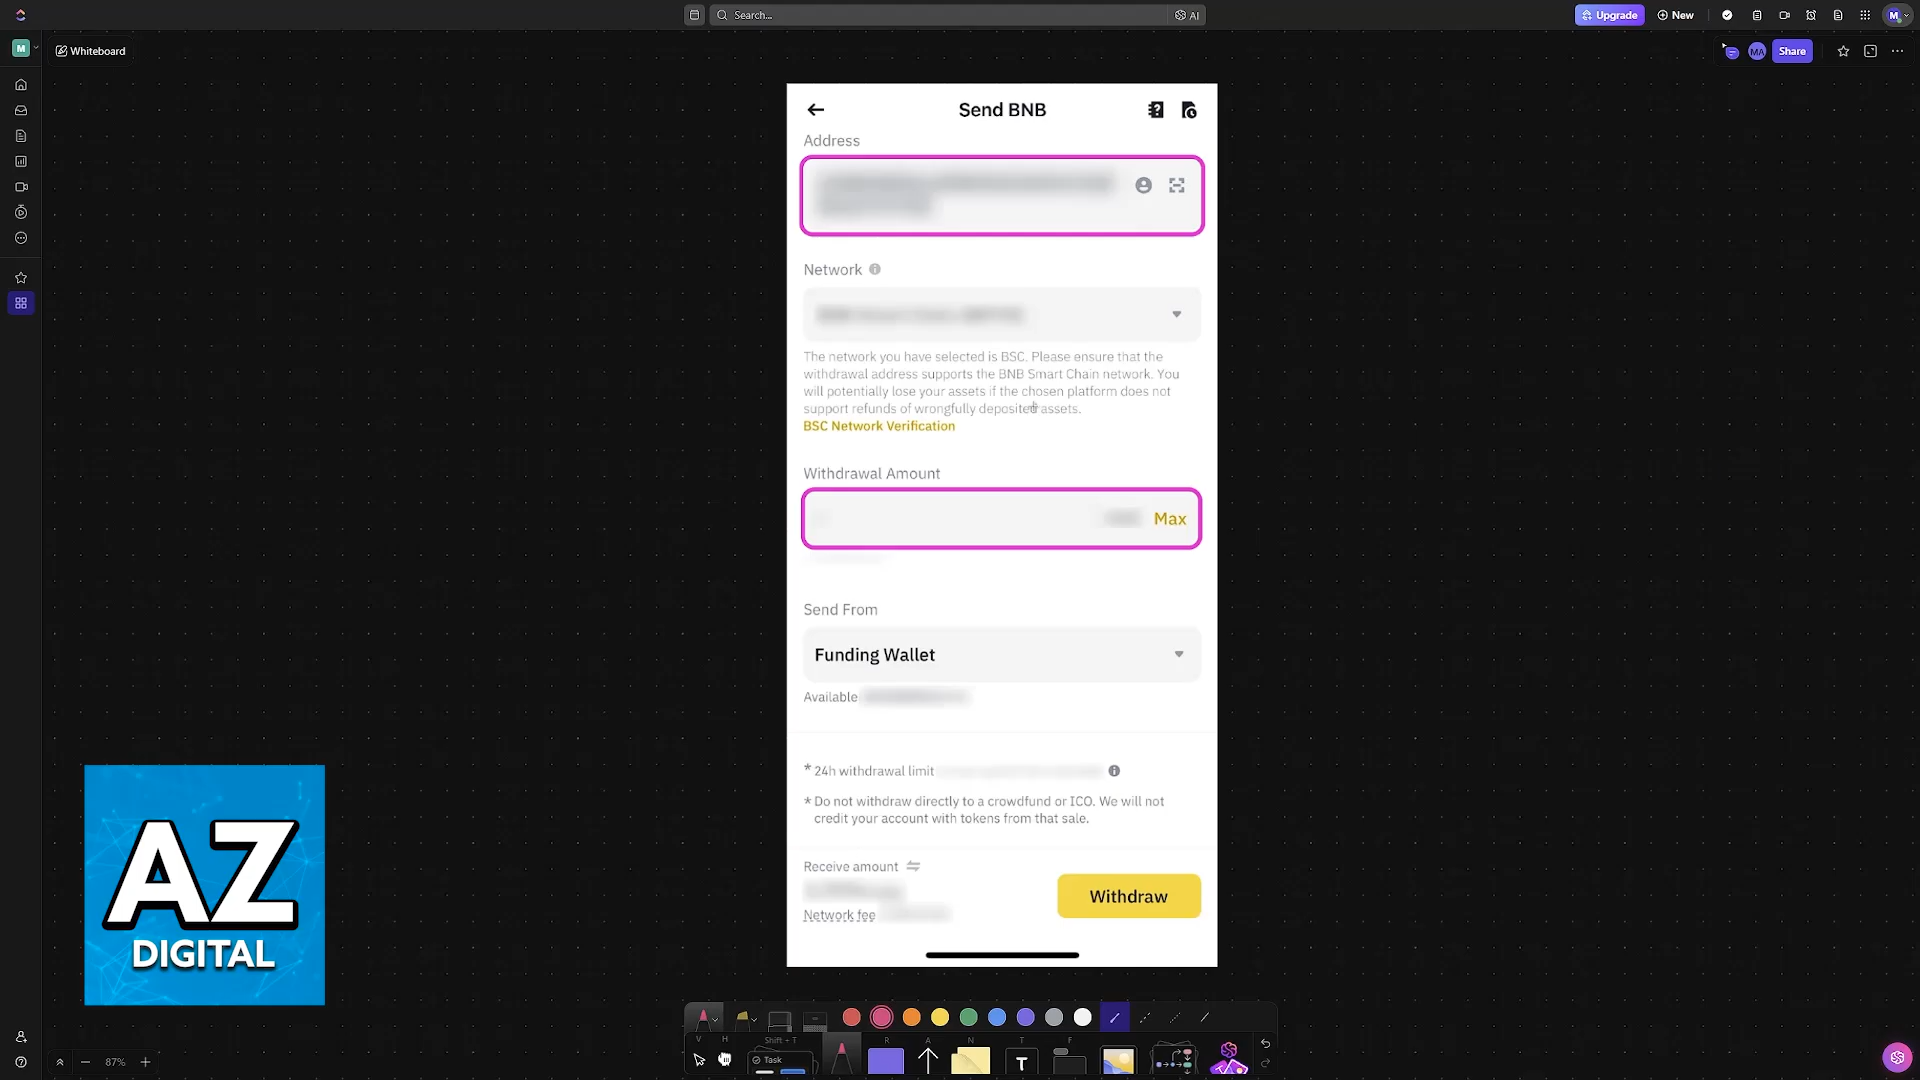 Search...
AI
Upgrade
New
M
M
Whiteboard
MA
Share
Send BNB
Address
Network
The network you have selected is BSC. Please ensure that the
withdrawal address supports the BNB Smart Chain network. You
will potentially lose your assets if the chosen platform does not
support refunds of wrongfully deposited assets.
BSC Network Verification
Withdrawal Amount
Max
Send From
Funding Wallet
Available
* 24h withdrawal limit
* Do not withdraw directly to a crowdfund or ICO. We will not
credit your account with tokens from that sale.
Receive amount
Network fee
Withdraw
AZ
DIGITAL
V
H
Shift + T
R
A
N
T
F
Task
T
87%